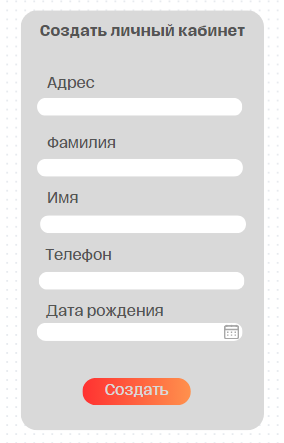 Создать личный кабинет
Адрес
Фамилия
Имя
Телефон
Дата рождения
Создать